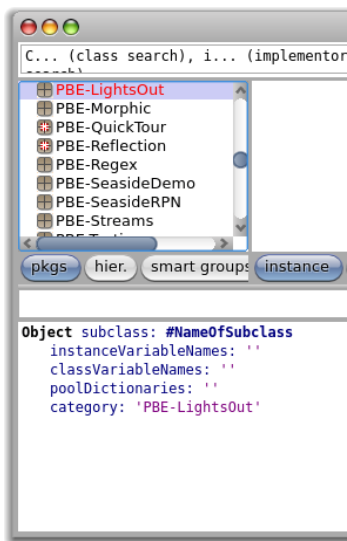 C... (class search), i... (implementor
search)
PBE-LightsOut
PBE-Morphic
PBE-QuickTour
PBE-Reflection
PBE-Regex
PBE-SeasideDemo
PBE-SeasideRPN
PBE-Streams
pkgs hier. smart groups instance
Object subclass: #NameOfSubclass
instanceVariableNames: ''
classVariableNames: ''
poolDictionaries: ''
category: 'PBE-LightsOut'